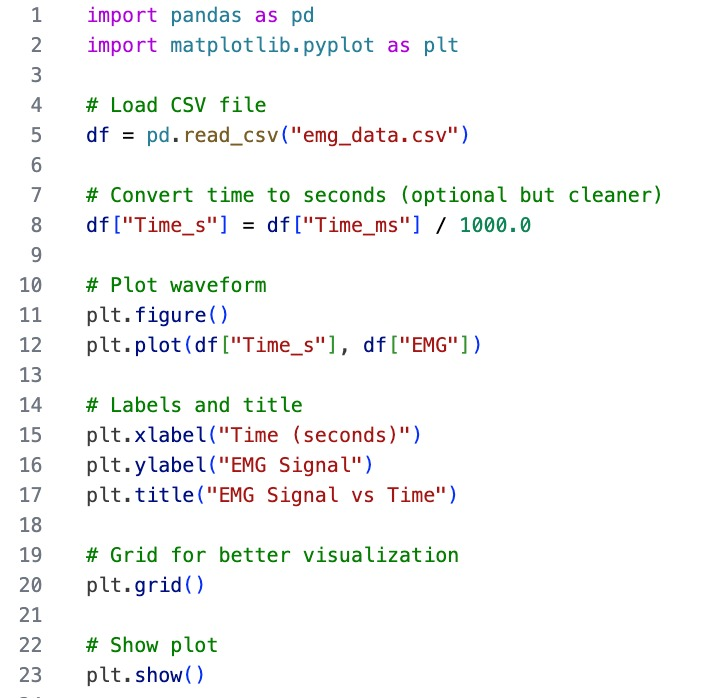 1 import pandas as pd
2 import matplotlib.pyplot as plt
3
4 # Load CSV file
5 df = pd.read_csv("emg_data.csv")
6
7 # Convert time to seconds (optional but cleaner)
8 df["Time_s"] = df["Time_ms"] / 1000.0
9
10 # Plot waveform
11 plt.figure()
12 plt.plot(df["Time_s"], df["EMG"])
13
14 # Labels and title
15 plt.xlabel("Time (seconds)")
16 plt.ylabel("EMG Signal")
17 plt.title("EMG Signal vs Time")
18
19 # Grid for better visualization
20 plt.grid()
21
22 # Show plot
23 plt.show()